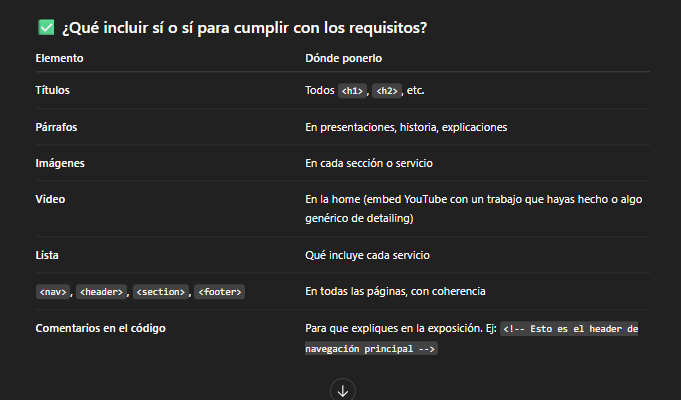 ✅ ¿Qué incluir sí o sí para cumplir con los requisitos?
Elemento Dónde ponerlo
Títulos Todos <h1>, <h2>, etc.
Párrafos En presentaciones, historia, explicaciones
Imágenes En cada sección o servicio
Video En la home (embed YouTube con un trabajo que hayas hecho o algo
genérico de detailing)
Lista Qué incluye cada servicio
<nav>, <header>, <section>, <footer> En todas las páginas, con coherencia
Comentarios en el código Para que expliques en la exposición. Ej: <!-- Esto es el header de
navegación principal -->